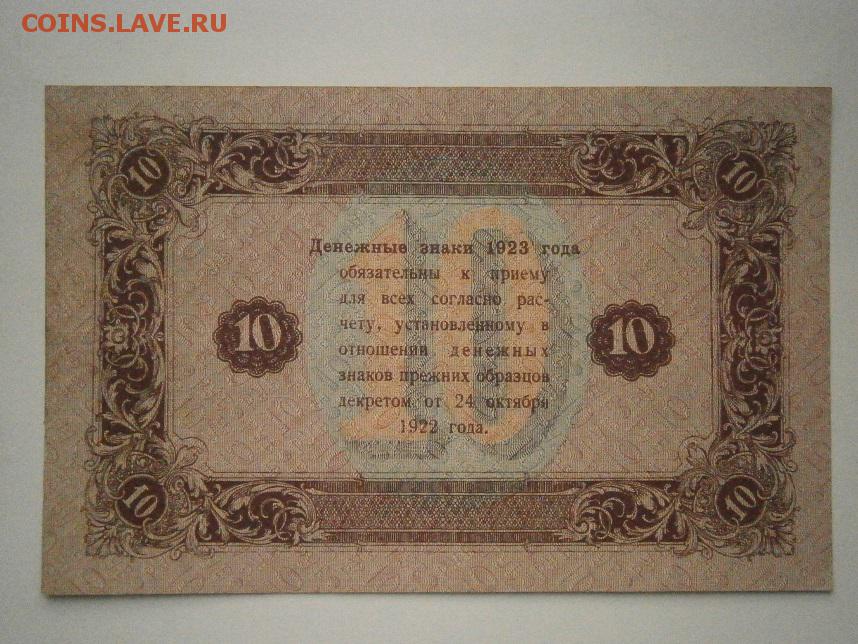 COINS.LAVE.RU
10 10
Денежные знаки 1923 года
обязательны к приему
для всех согласно рас-
чету, установленному в
отношении денежных
знаков прежних образцов
декретом от 24 октября
1922 года.
10 10
10
10 10